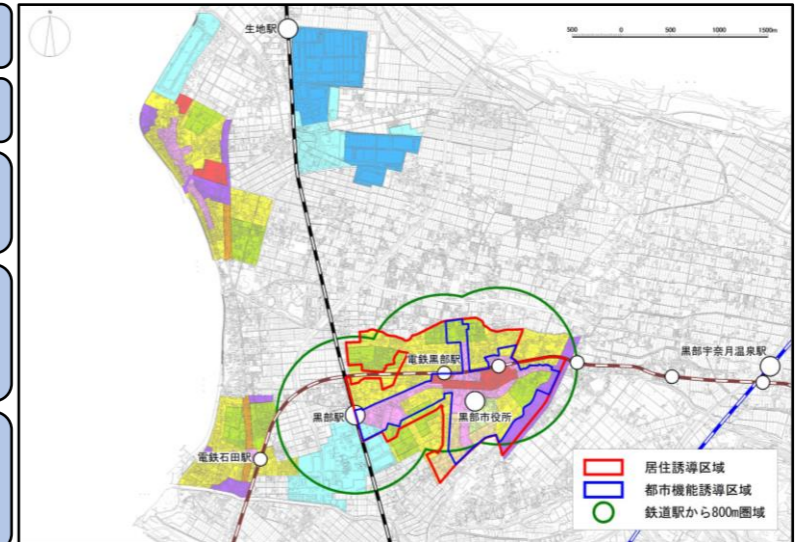 生地駅
500 0 500 1000 1500m
黒部宇奈月温泉駅
電鉄黒部駅
黒部駅
黒部市役所
電鉄石田駅
居住誘導区域
都市機能誘導区域
鉄道駅から800m圏域